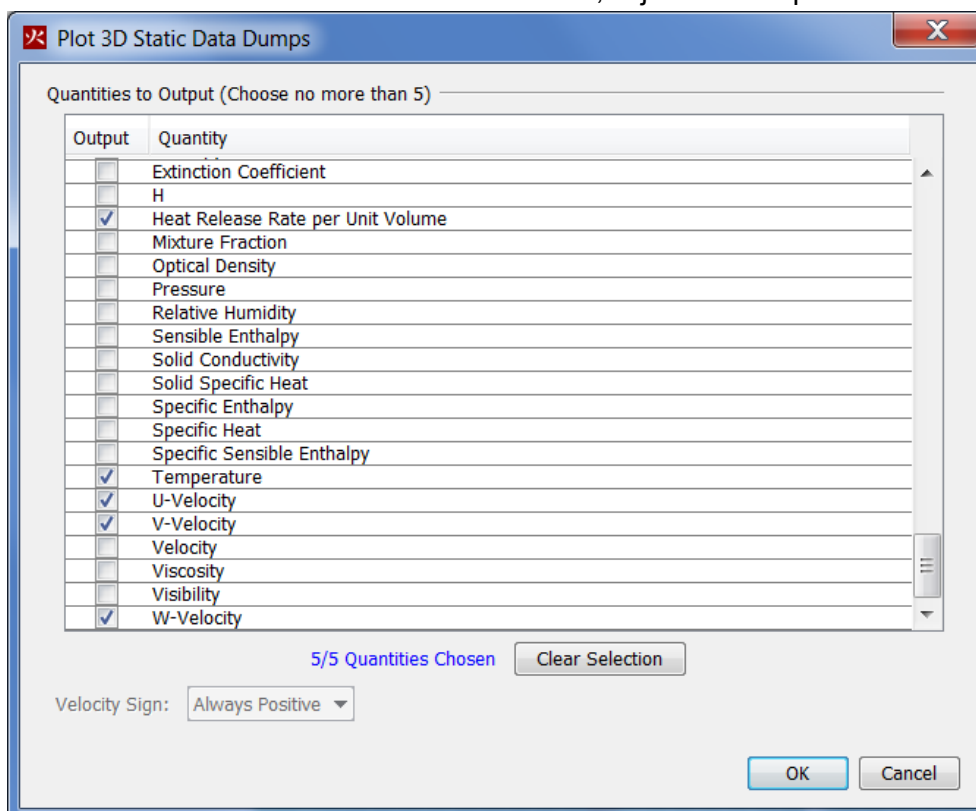 Plot 3D Static Data Dumps
X
Quantities to Output (Choose no more than 5)
Output Quantity
Extinction Coefficient
H
Heat Release Rate per Unit Volume
Mixture Fraction
Optical Density
Pressure
Relative Humidity
Sensible Enthalpy
Solid Conductivity
Solid Specific Heat
Specific Enthalpy
Specific Heat
Specific Sensible Enthalpy
Temperature
U-Velocity
V-Velocity
Velocity
Viscosity
Visibility
W-Velocity
5/5 Quantities Chosen Clear Selection
Velocity Sign: Always Positive
OK Cancel